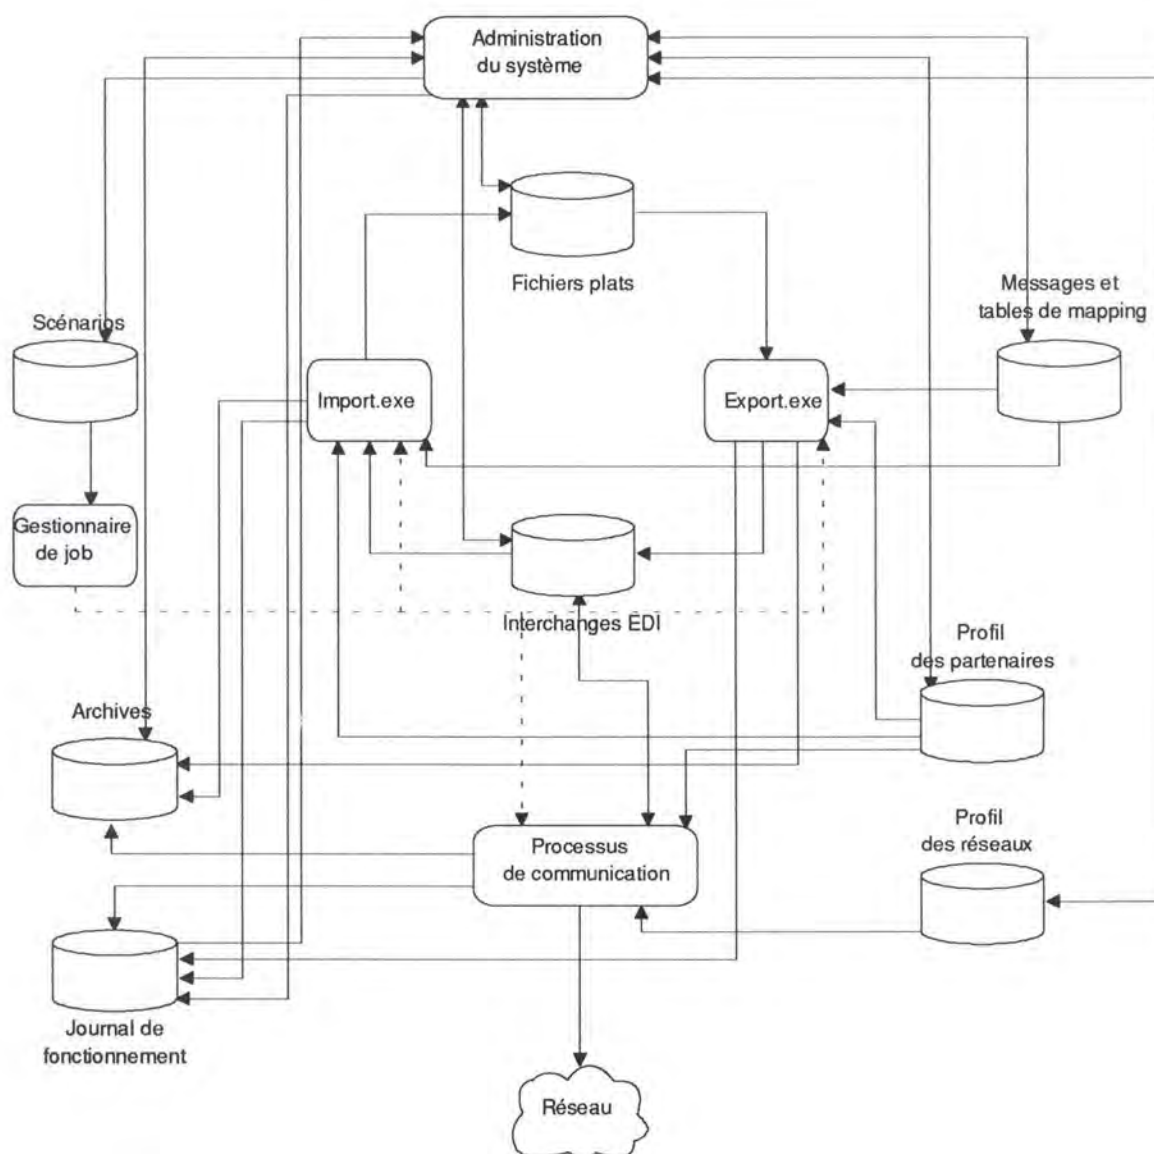 Administration
du système
Fichiers plats
Messages et
tables de mapping
Scénarios
Import.exe
Export.exe
Gestionnaire
de job
Interchanges EDI
Profil
des partenaires
Archives
Processus
de communication
Profil
des réseaux
Journal de
fonctionnement
Réseau